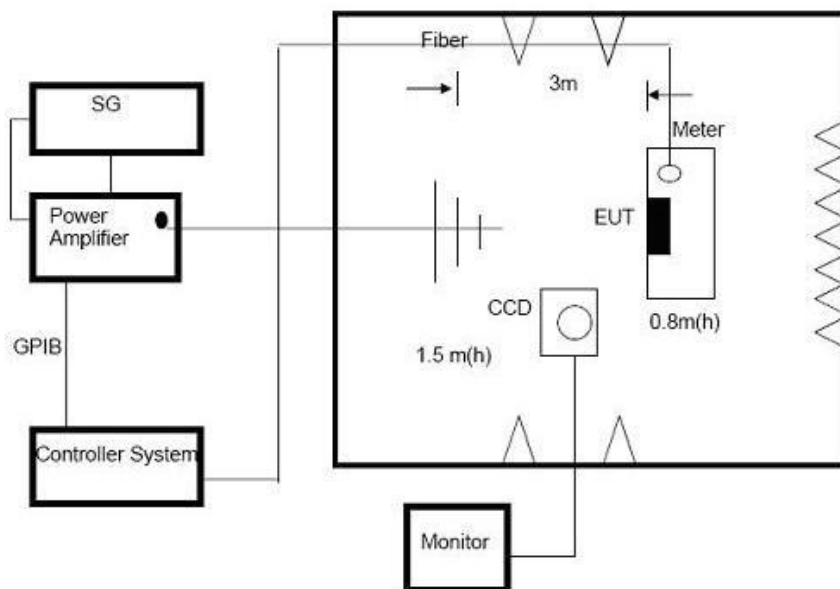 Fiber
3m
SG
Meter
Power
Amplifier
EUT
CCD
0.8m(h)
GPIB
1.5 m(h)
Controller System
Monitor